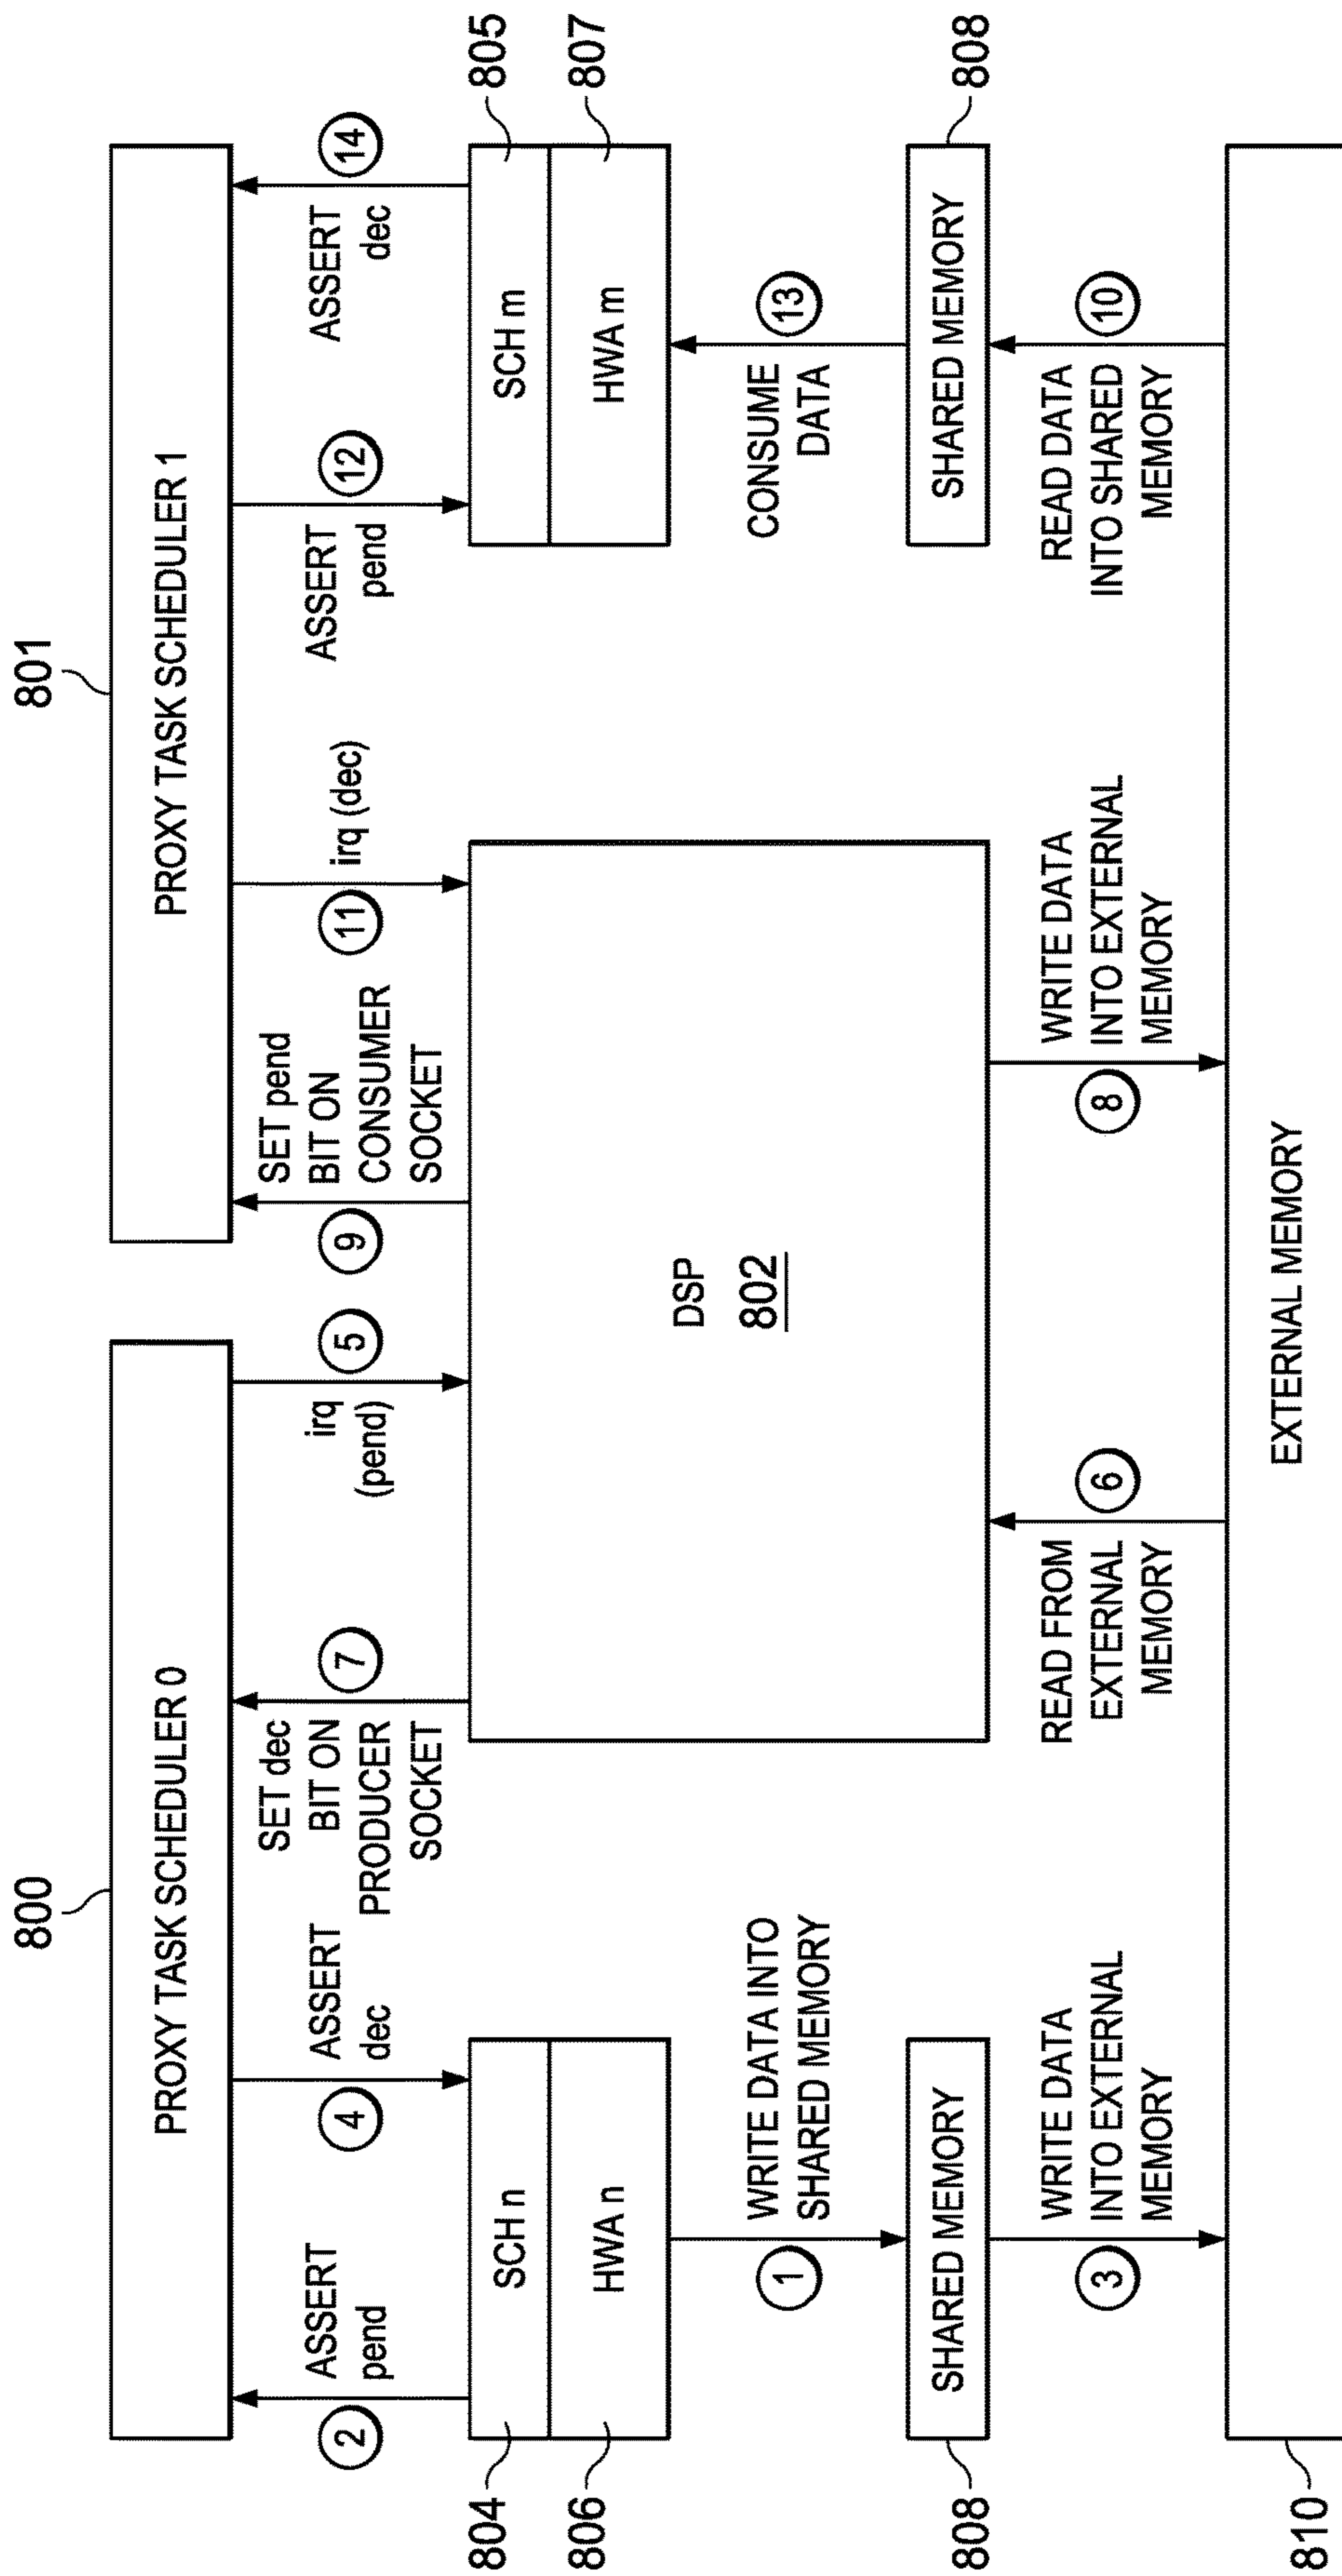 800
801
PROXY TASK SCHEDULER 0
PROXY TASK SCHEDULER 1
2
ASSERT
pend
4
ASSERT
dec
SET dec
BIT ON
PRODUCER
SOCKET
7
irq
(pend)
5
9
SET pend
BIT ON
CONSUMER
SOCKET
11
irq (dec)
ASSERT
pend
12
ASSERT
dec
14
804
SCH n
806
HWA n
DSP
802
SCH m
805
HWA m
807
1
WRITE DATA INTO
SHARED MEMORY
CONSUME
DATA
13
808
SHARED MEMORY
SHARED MEMORY
808
3
WRITE DATA
INTO EXTERNAL
MEMORY
READ FROM
EXTERNAL
MEMORY
6
8
WRITE DATA
INTO EXTERNAL
MEMORY
READ DATA
INTO SHARED
MEMORY
10
810
EXTERNAL MEMORY